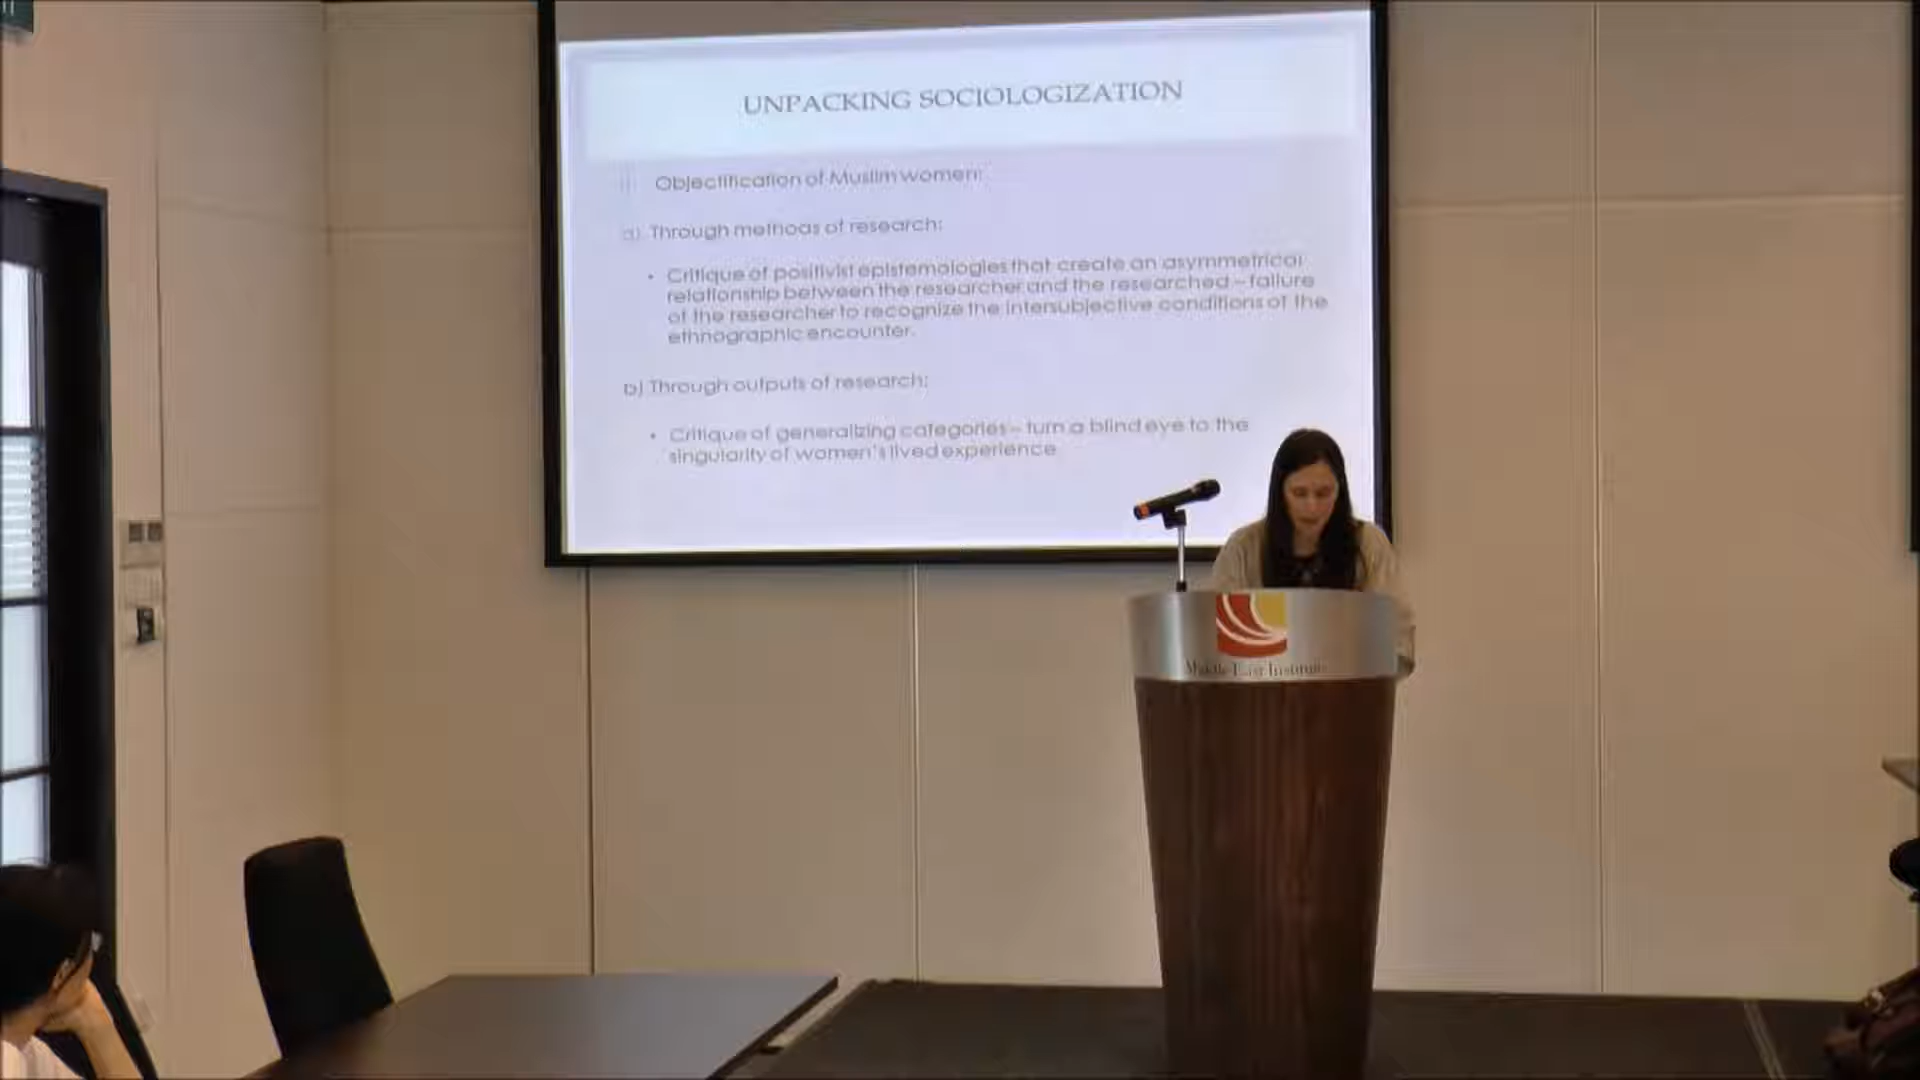 UNPACKING SOCIOLOGIZATION
Objectification of Muslim women:
a) Through methods of research:
• Critique of positivist epistemologies that create an asymmetrical
relationship between the researcher and the researched – failure
of the researcher to recognize the intersubjective conditions of the
ethnographic encounter.
b) Through outputs of research:
• Critique of generalizing categories – turn a blind eye to the
singularity of women's lived experience
Middle East Institute